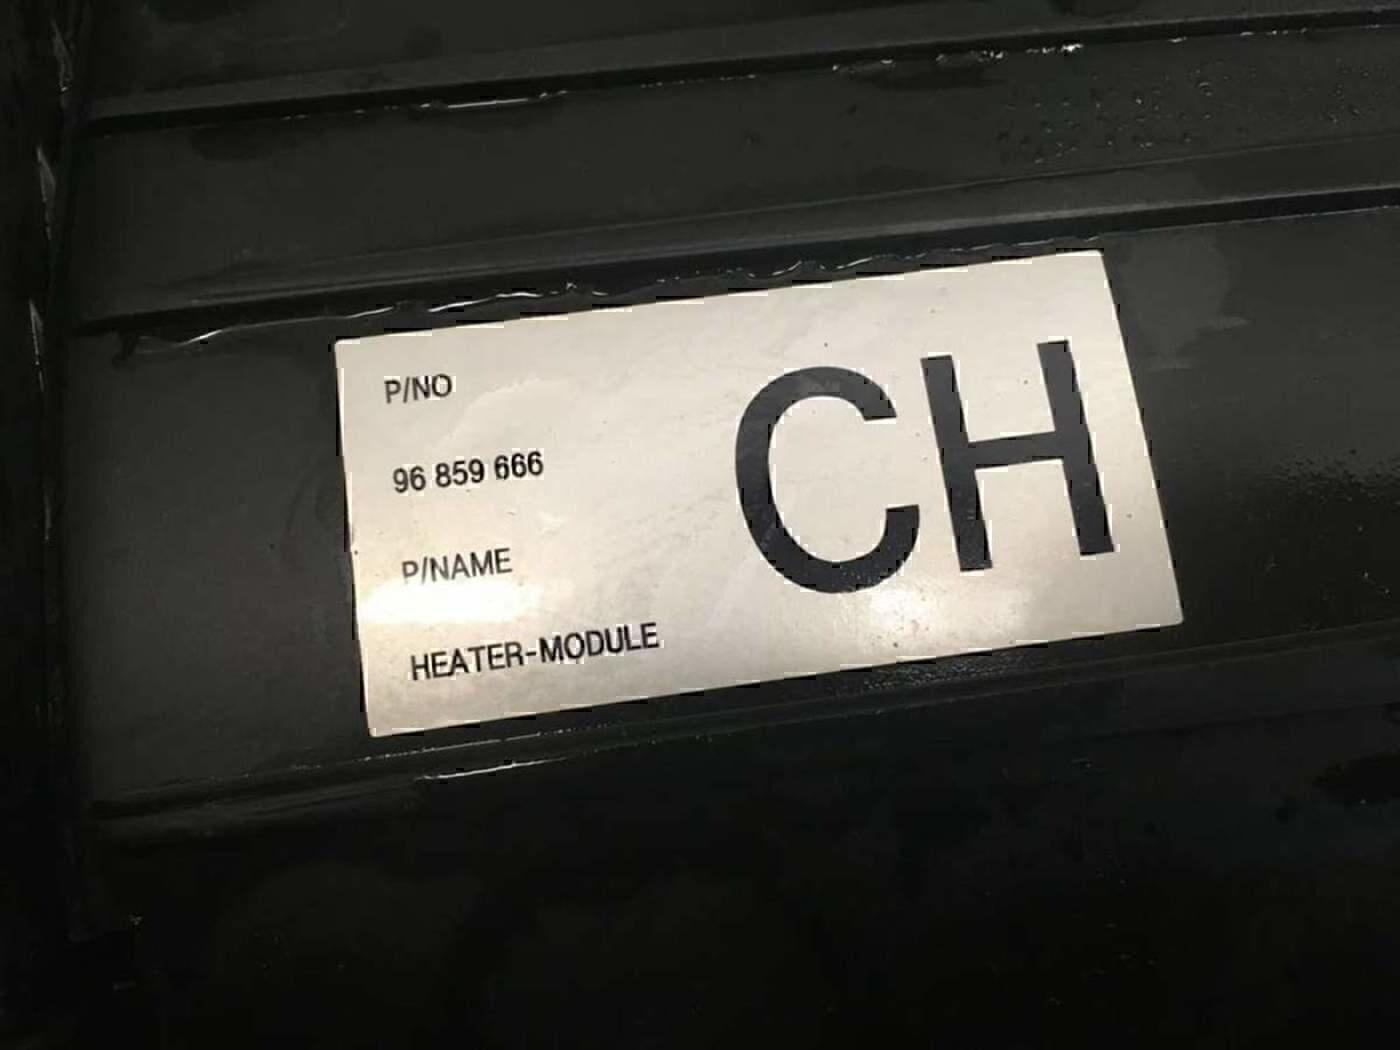 P/NO
96 859 666
P/NAME
HEATER-MODULE
CH